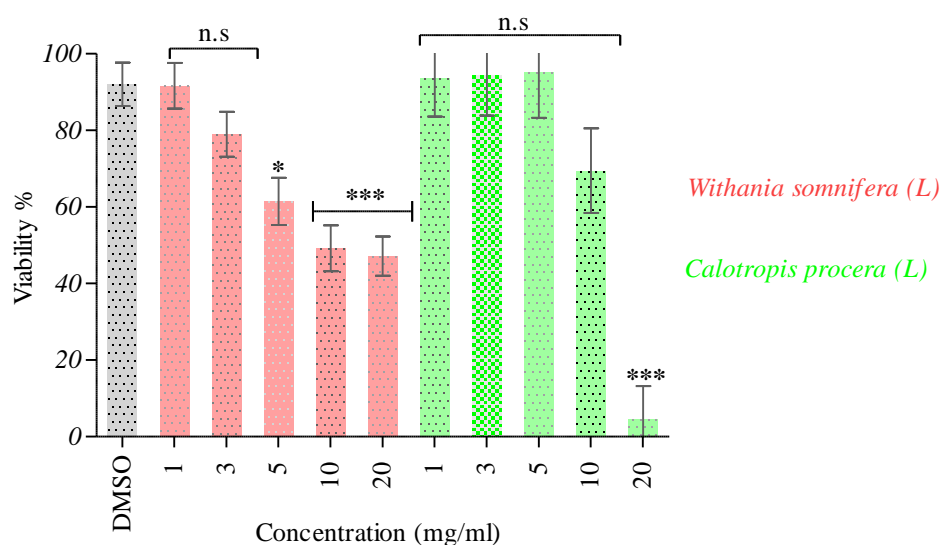 n.s
n.s
100
80
60
40
20
0
Viability %
*
***
***
Withania somnifera (L)
Calotropis procera (L)
DMSO
1
3
5
10
20
1
3
5
10
20
Concentration (mg/ml)